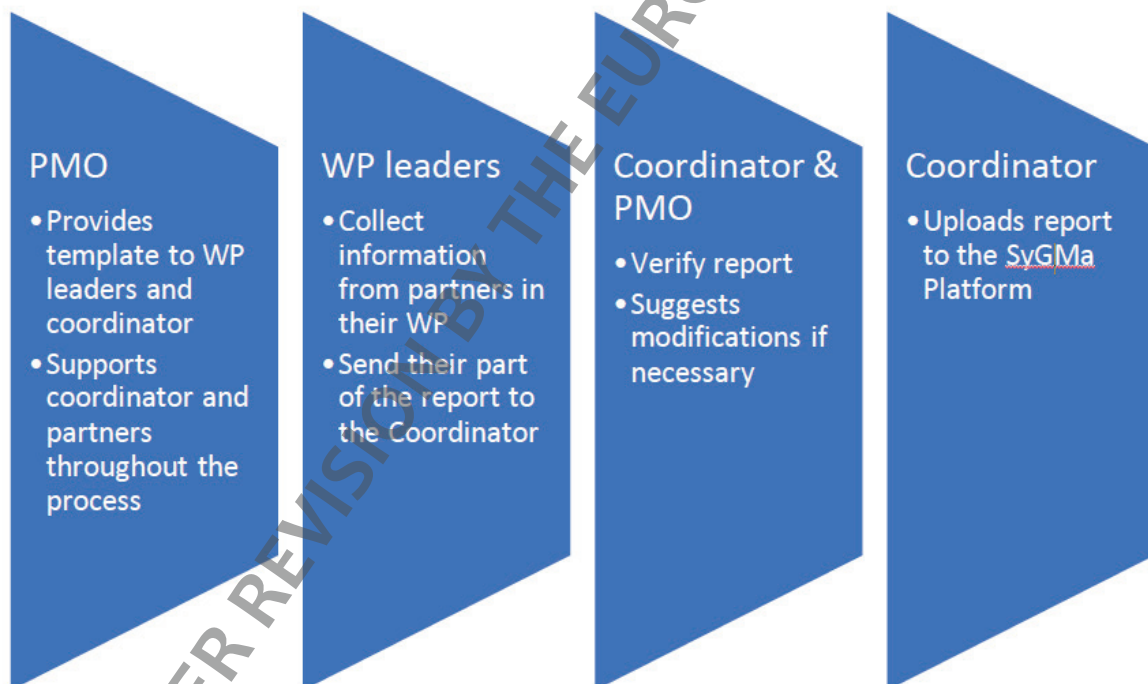 PMO
•Provides
template to WP
leaders and
coordinator
•Supports
coordinator and
partners
throughout the
process
WP leaders
•Collect
information
from partners in
their WP
•Send their part
of the report to
the Coordinator
Coordinator &
PMO
•Verify report
•Suggests
modifications if
necessary
Coordinator
•Uploads report
to the SyGMa
Platform
REVISION BY THE